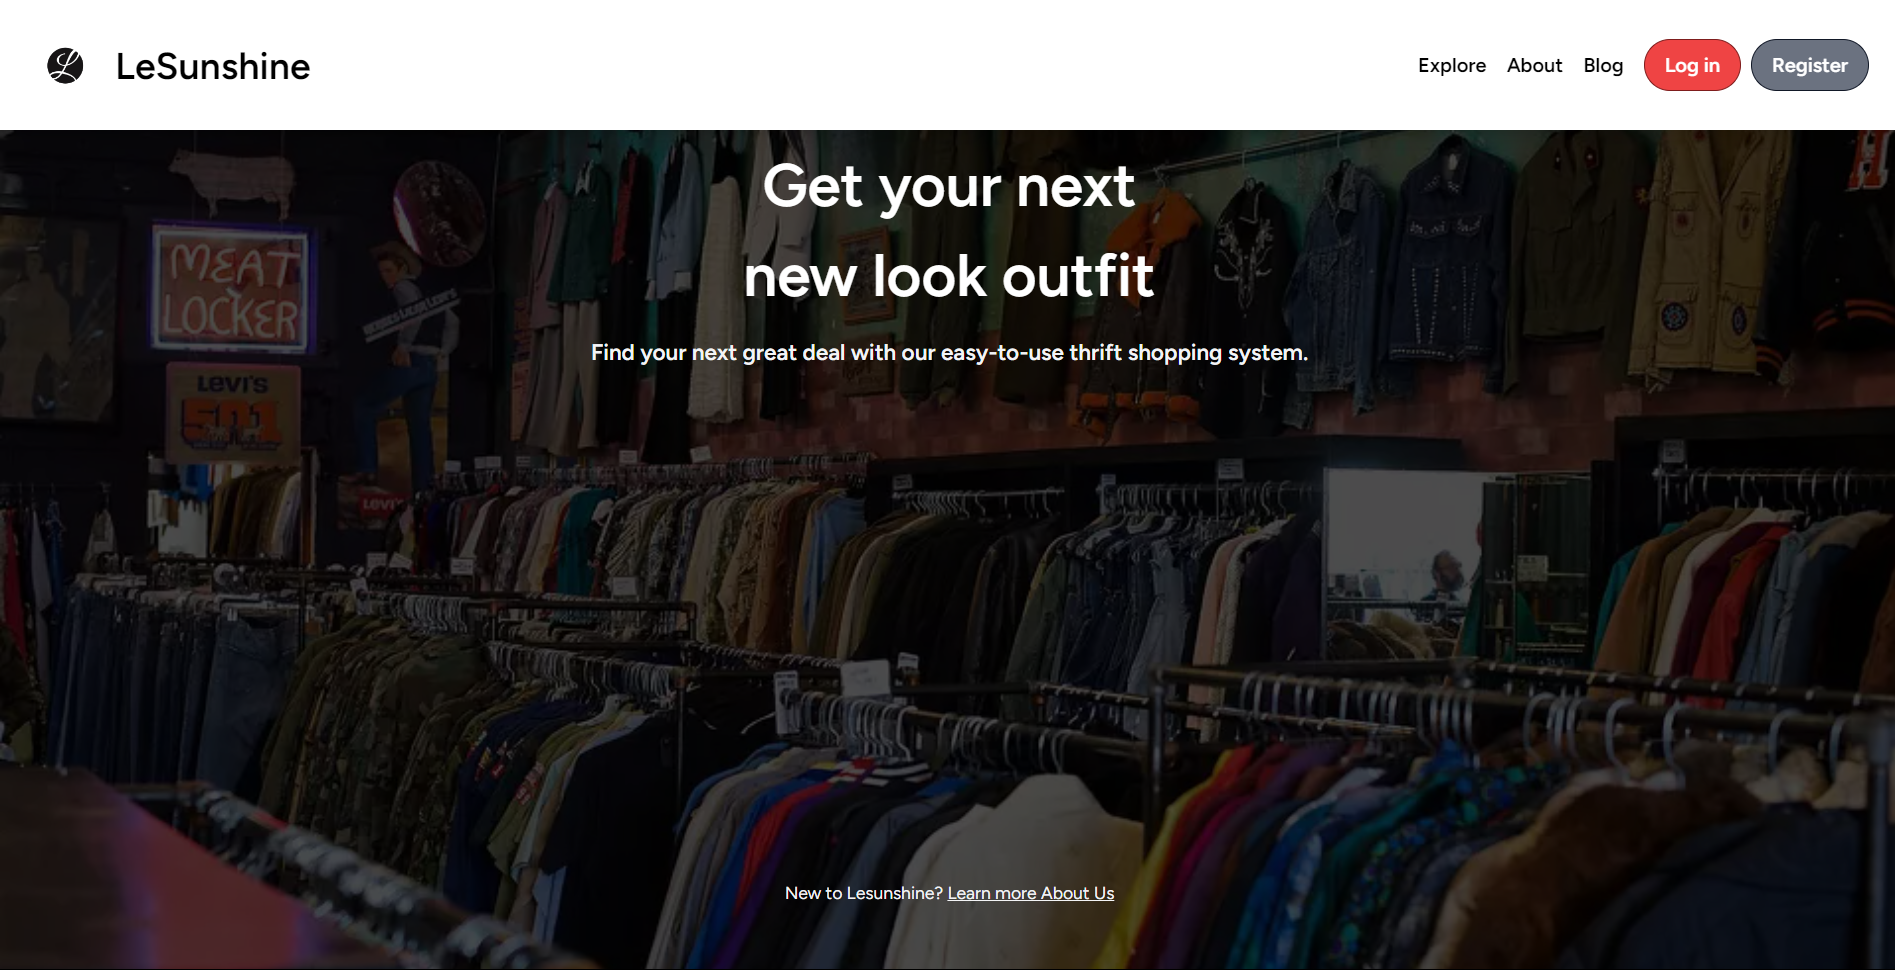 LeSunshine
Explore About Blog Log in Register
Get your next
new look outfit
Find your next great deal with our easy-to-use thrift shopping system.
MEAT
LOCKER
LEVI'S
501
LEVI'S
H
New to Lesunshine? Learn more About Us